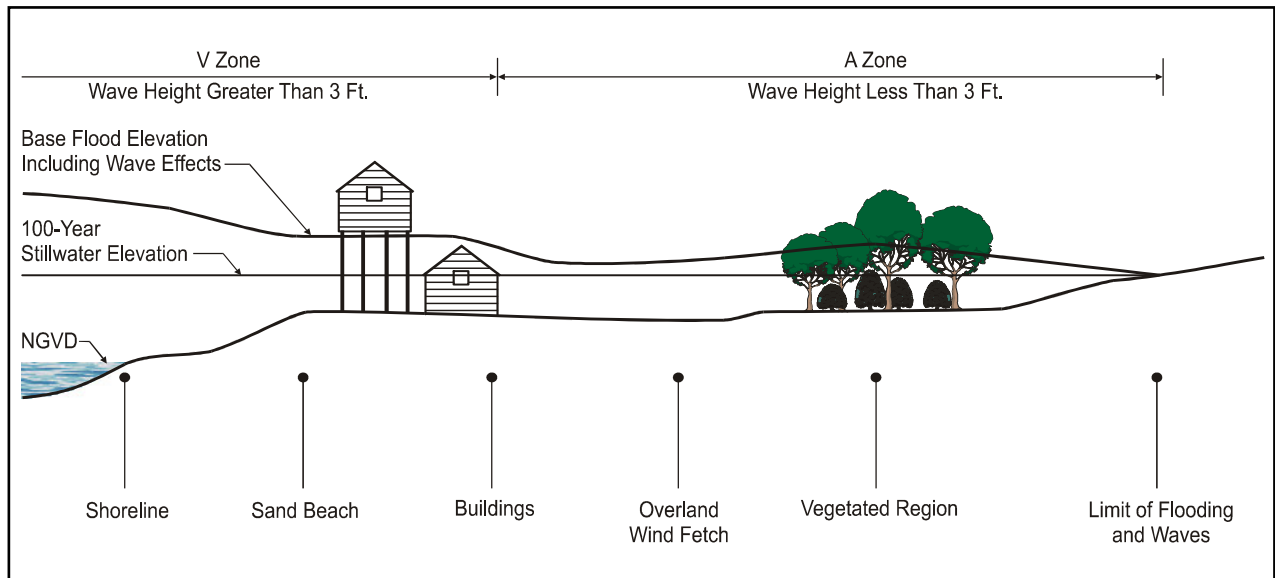 V Zone
Wave Height Greater Than 3 Ft.
A Zone
Wave Height Less Than 3 Ft.
Base Flood Elevation
Including Wave Effects
100-Year
Stillwater Elevation
NGVD
Shoreline
Sand Beach
Buildings
Overland
Wind Fetch
Vegetated Region
Limit of Flooding
and Waves